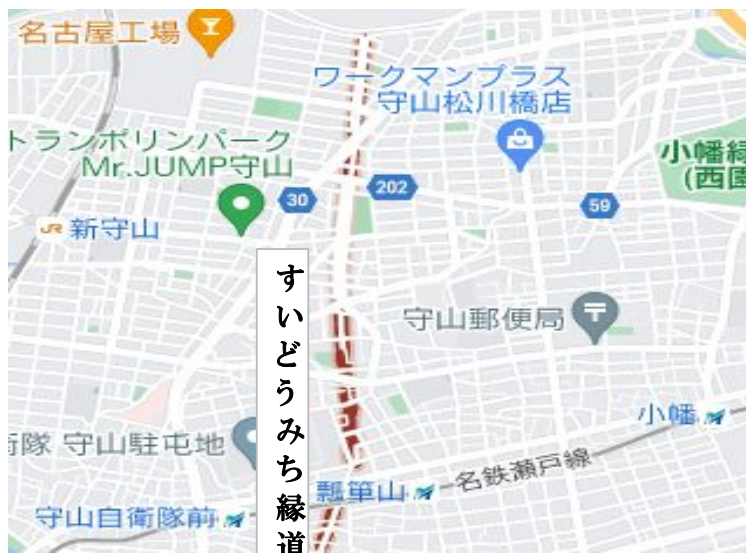 名古屋工場
ワークマンプラス
守山松川橋店
トランポリンパーク
Mr.JUMP守山
小幡緑
(西園
30
202
59
JR 新守山
すいどうみち縁道
守山郵便局
小幡
衛隊 守山駐屯地
名鉄瀬戸線
瓢箪山
守山自衛隊前